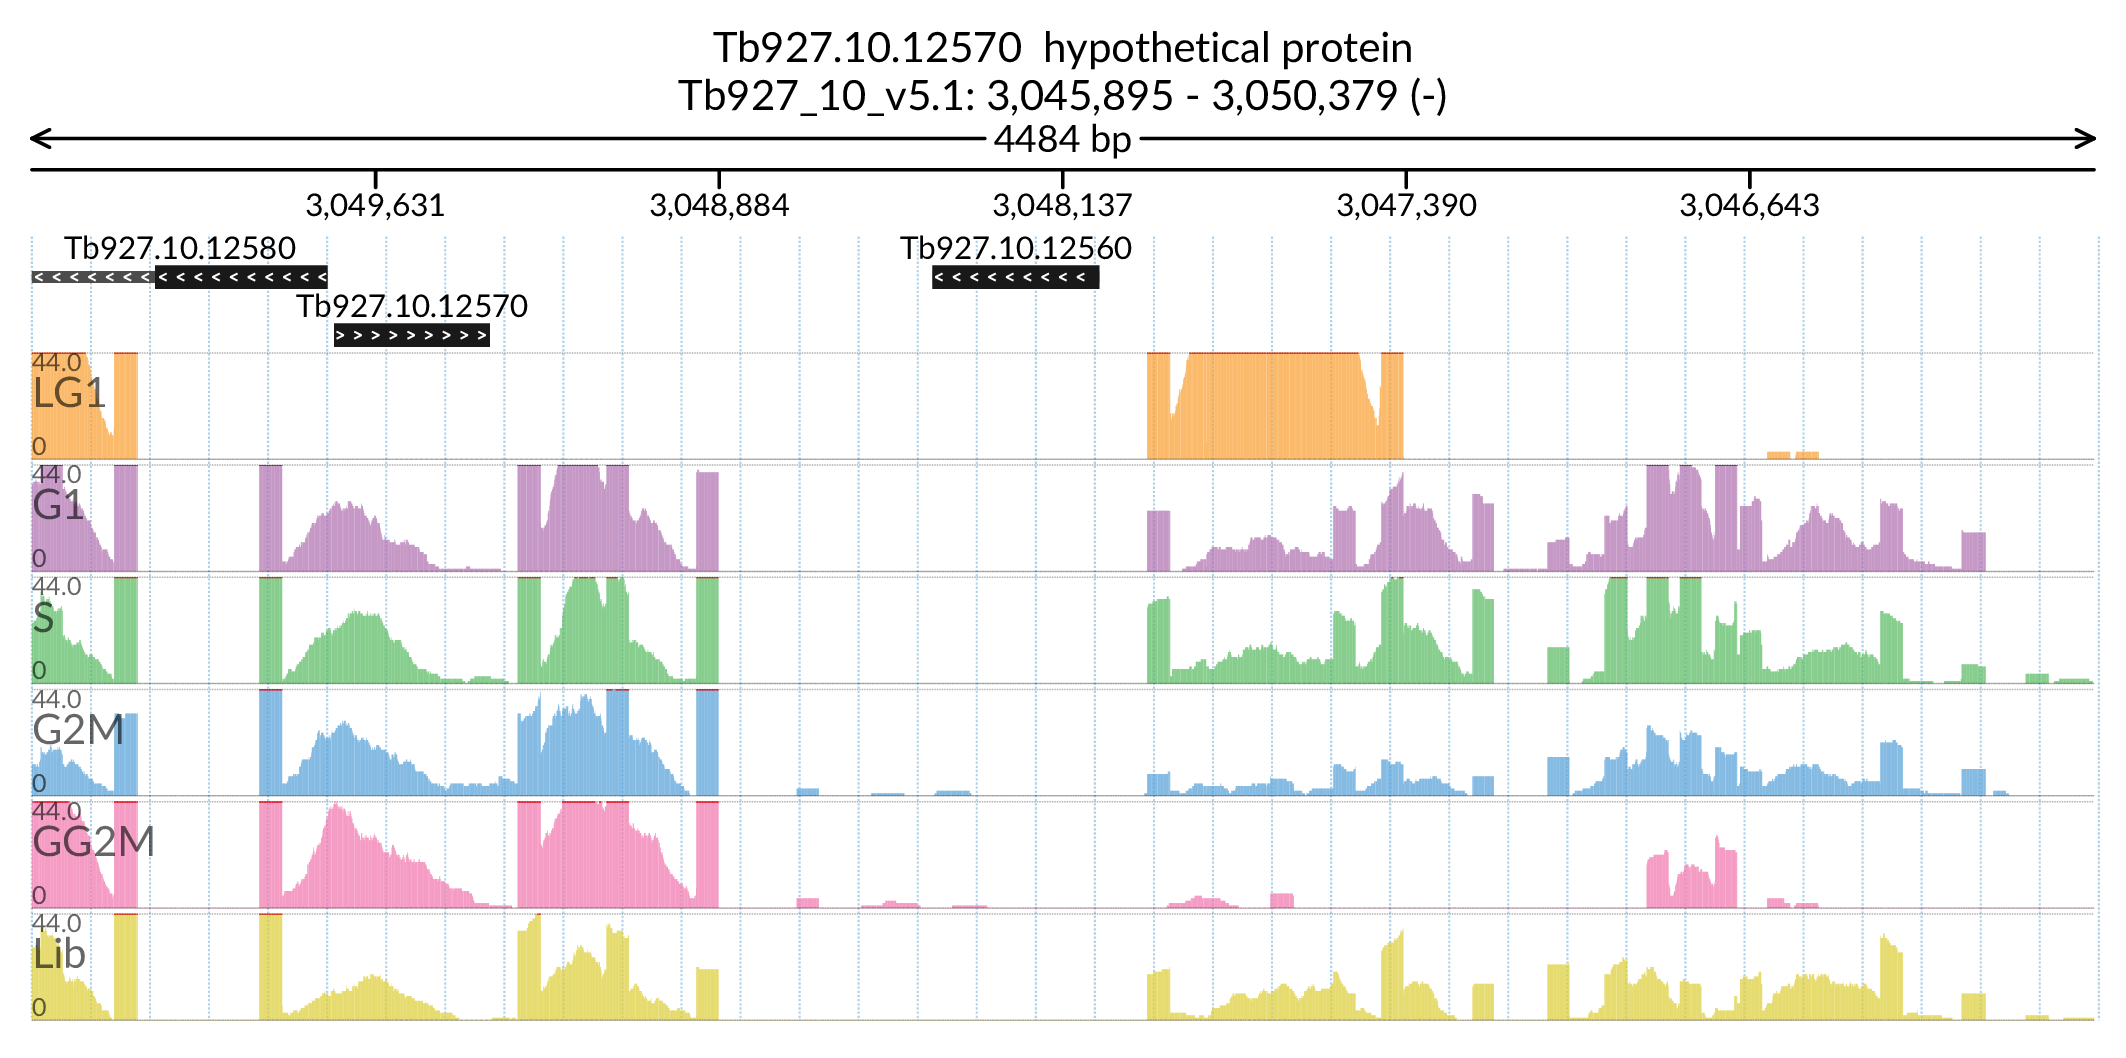 Tb927.10.12570  hypothetical protein
Tb927_10_v5.1: 3,045,895 - 3,050,379 (-)
4484 bp
3,049,631 3,048,884 3,048,137 3,047,390 3,046,643
Tb927.10.12580 Tb927.10.12560
Tb927.10.12570
44.0
LG1
0
44.0
G1
0
44.0
S
0
44.0
G2M
0
44.0
GG2M
0
44.0
Lib
0